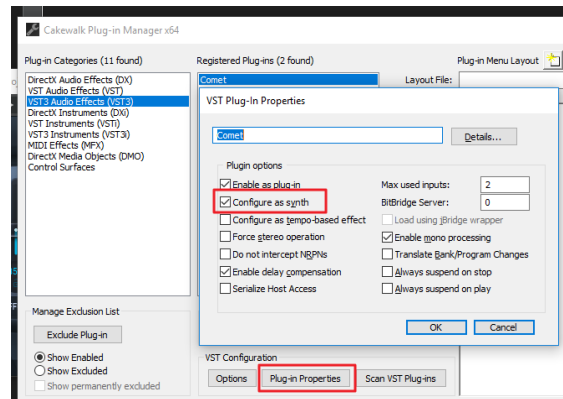 Cakewalk Plug-in Manager x64
Plug-in Categories (11 found)
DirectX Audio Effects (DX)
VST Audio Effects (VST)
VST3 Audio Effects (VST3)
DirectX Instruments (DXi)
VST Instruments (VSTi)
VST3 Instruments (VST3i)
MIDI Effects (MFX)
DirectX Media Objects (DMO)
Control Surfaces
Registered Plug-ins (2 found)
Comet
Plug-in Menu Layout
Layout File:
VST Plug-In Properties
Comet
Details...
Plugin options
Enable as plug-in
Configure as synth
Configure as tempo-based effect
Force stereo operation
Do not intercept NRPNs
Enable delay compensation
Serialize Host Access
Max used inputs: 2
BitBridge Server: 0
Load using jBridge wrapper
Enable mono processing
Translate Bank/Program Changes
Always suspend on stop
Always suspend on play
OK Cancel
Manage Exclusion List
Exclude Plug-in
Show Enabled
Show Excluded
Show permanently excluded
VST Configuration
Options Plug-in Properties Scan VST Plug-ins